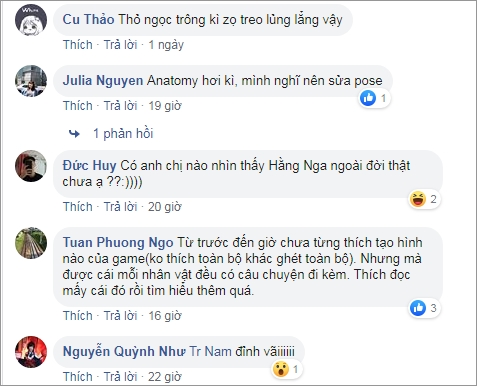 Cu Thảo Thỏ ngọc trông kì zọ treo lủng lẳng vậy
Thích · Trả lời · 1 ngày
Julia Nguyen Anatomy hơi kì, mình nghĩ nên sửa pose
1
Thích · Trả lời · 19 giờ
1 phản hồi
Đức Huy Có anh chị nào nhìn thấy Hằng Nga ngoài đời thật
chưa ạ ??:))))
2
Thích · Trả lời · 20 giờ
Tuan Phuong Ngo Từ trước đến giờ chưa từng thích tạo hình
nào của game(ko thích toàn bộ khác ghét toàn bộ). Nhưng mà
được cái mỗi nhân vật đều có câu chuyện đi kèm. Thích đọc
mấy cái đó rồi tìm hiểu thêm quá.
3
Thích · Trả lời · 16 giờ
Nguyễn Quỳnh Như Tr Nam đỉnh vãiiiiii
1
Thích · Trả lời · 22 giờ